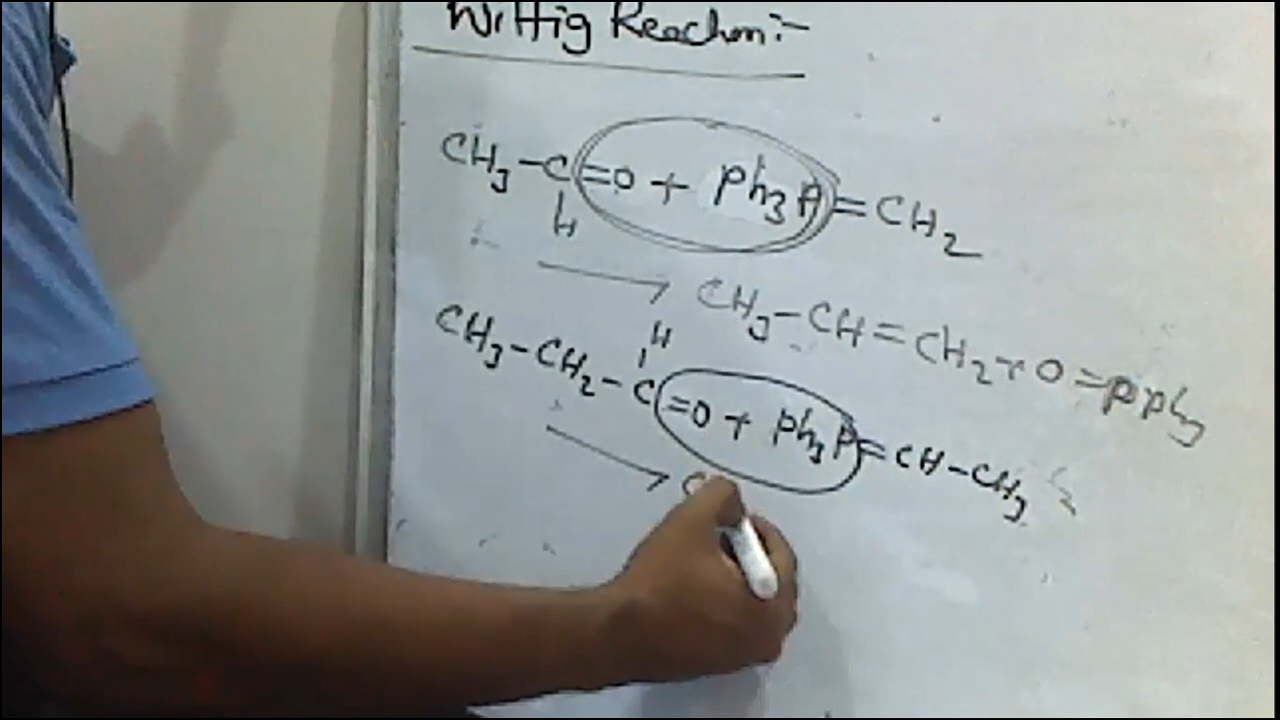 Wittig Reaction:-
CH3-C=O + Ph3P=CH2
H
→ CH3-CH=CH2+O=PPh3
H
CH3-CH2-C=O + Ph3P=CH-CH3
→ C